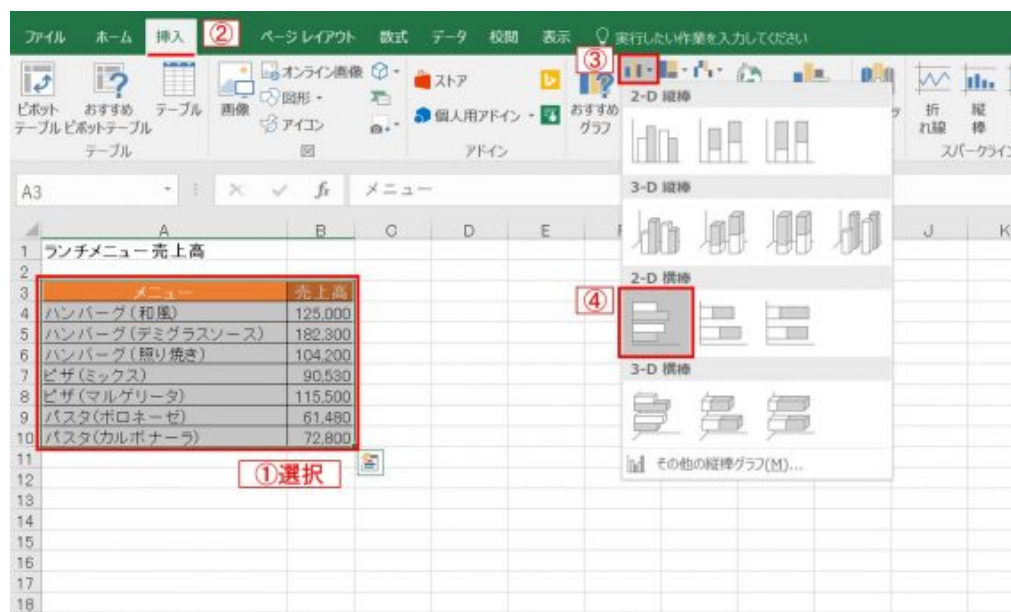 ファイル ホーム 挿入 ② ページ レイアウト 数式 データ 校閲 表示 実行したい作業を入力してください
③
ピボット
テーブル
おすすめ
ピボットテーブル
テーブル
テーブル
画像
オンライン画像
図形
アイコン
図
ストア
個人用アドイン
アドイン
おすすめ
グラフ
折
れ線
縦
棒
スパークライン
A3 fx メニュー
A B C D E F J K
1 ランチメニュー売上高
2
3 メニュー 売上高
4 ハンバーグ(和風) 125,000
5 ハンバーグ(デミグラスソース) 182,300
6 ハンバーグ(照り焼き) 104,200
7 ピザ(ミックス) 90,530
8 ピザ(マルゲリータ) 115,500
9 パスタ(ボロネーゼ) 61,480
10 パスタ(カルボナーラ) 72,800
11
12
13
14
15
16
17
18
①選択
2-D 縦棒
3-D 縦棒
2-D 横棒
④
3-D 横棒
その他の縦棒グラフ(M)...